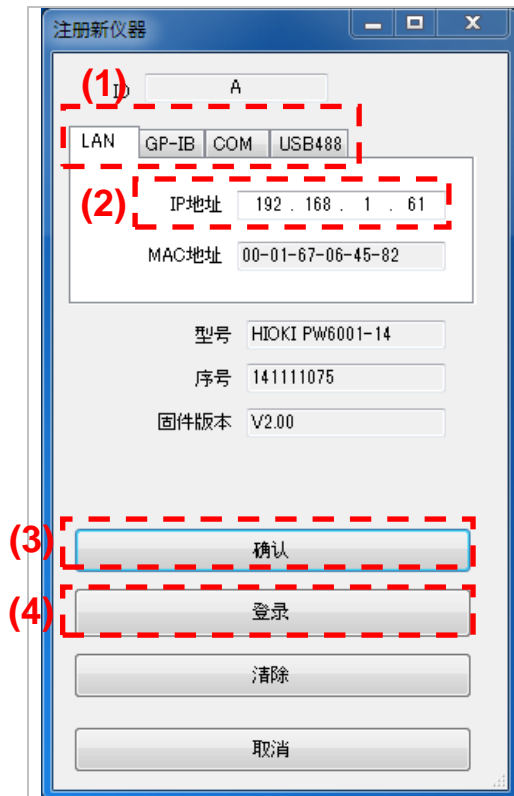 注册新仪器
(1)
ID A
LAN GP-IB COM USB488
(2) IP地址 192 . 168 . 1 . 61
MAC地址 00-01-67-06-45-82
型号 HIOKI PW6001-14
序号 141111075
固件版本 V2.00
(3) 确认
(4) 登录
清除
取消